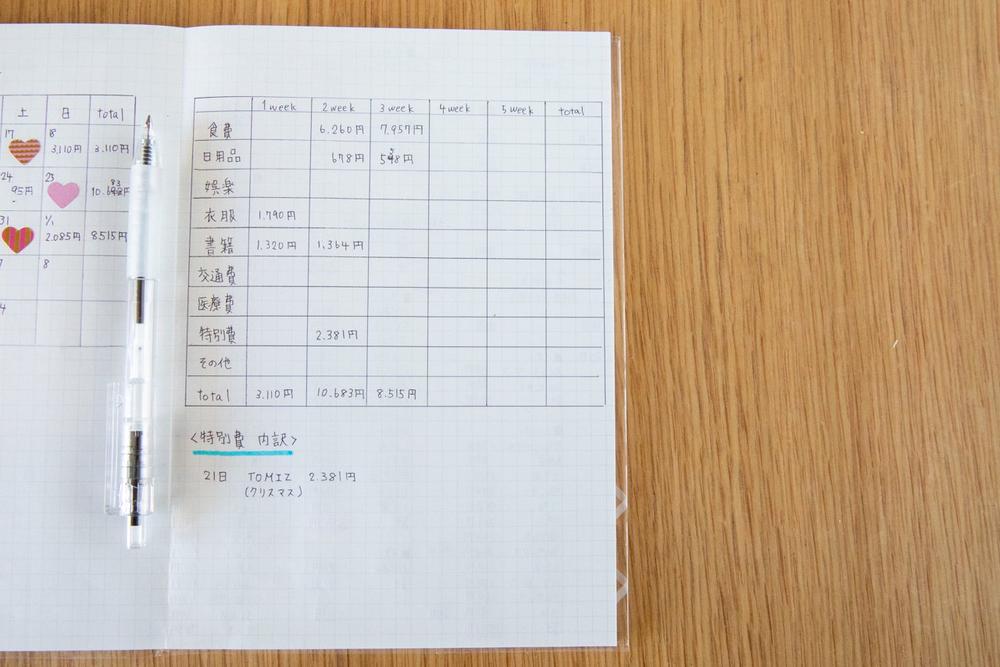 土 日 total
17 18 3,110円 3.110円
24 95円 25 10.683円
31 1/1 2.085円 8515円
7 8
4
1week 2week 3week 4week 5week total
食費 6.260円 7.957円
日用品 678円 558円
娯楽
衣服 1.790円
書籍 1.320円 1,364円
交通費
医療費
特別費 2.381円
その他
total 3.110円 10.683円 8.515円
<特別費 内訳>
21日 TOMIZ 2.381円
(クリスマス)